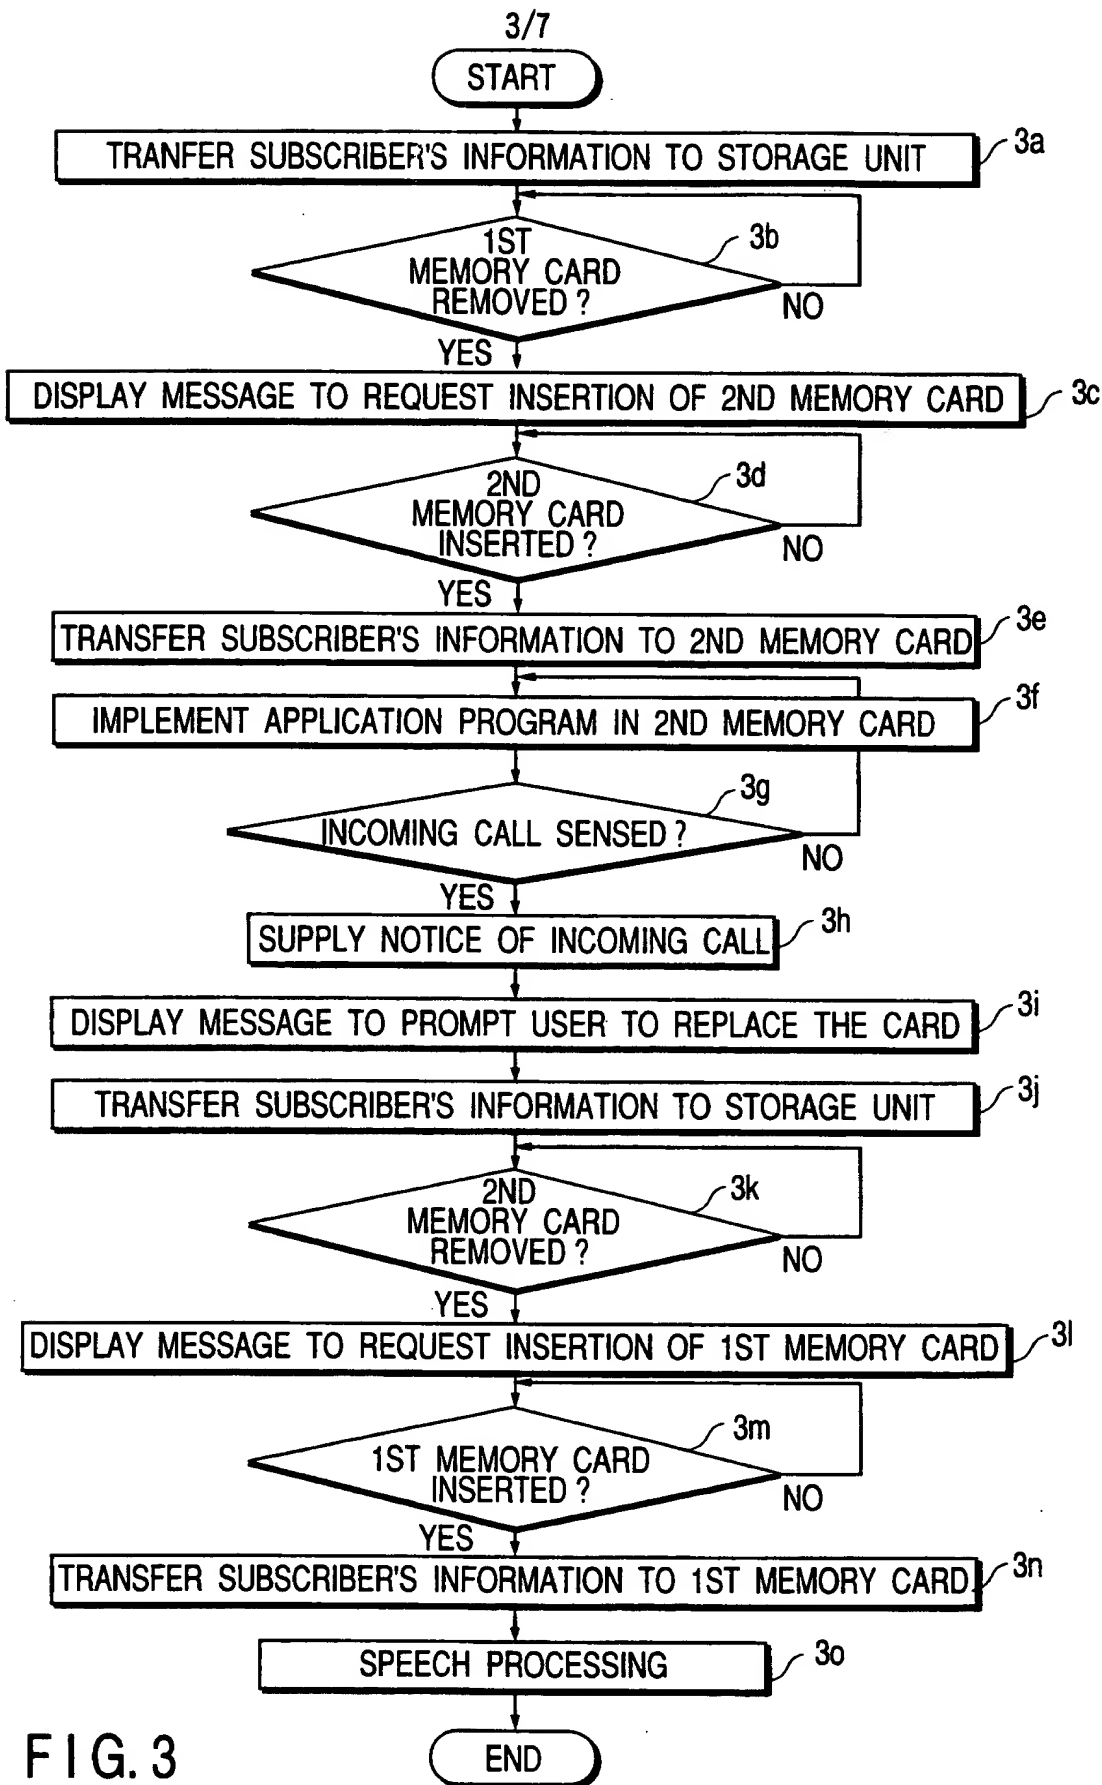 3/7
START
TRANFER SUBSCRIBER'S INFORMATION TO STORAGE UNIT
3a
1ST
MEMORY CARD
REMOVED?
3b
NO
YES
DISPLAY MESSAGE TO REQUEST INSERTION OF 2ND MEMORY CARD
3c
2ND
MEMORY CARD
INSERTED?
3d
NO
YES
TRANSFER SUBSCRIBER'S INFORMATION TO 2ND MEMORY CARD
3e
IMPLEMENT APPLICATION PROGRAM IN 2ND MEMORY CARD
3f
INCOMING CALL SENSED?
3g
NO
YES
SUPPLY NOTICE OF INCOMING CALL
3h
DISPLAY MESSAGE TO PROMPT USER TO REPLACE THE CARD
3i
TRANSFER SUBSCRIBER'S INFORMATION TO STORAGE UNIT
3j
2ND
MEMORY CARD
REMOVED?
3k
NO
YES
DISPLAY MESSAGE TO REQUEST INSERTION OF 1ST MEMORY CARD
3l
1ST MEMORY CARD
INSERTED?
3m
NO
YES
TRANSFER SUBSCRIBER'S INFORMATION TO 1ST MEMORY CARD
3n
SPEECH PROCESSING
3o
END
FIG. 3